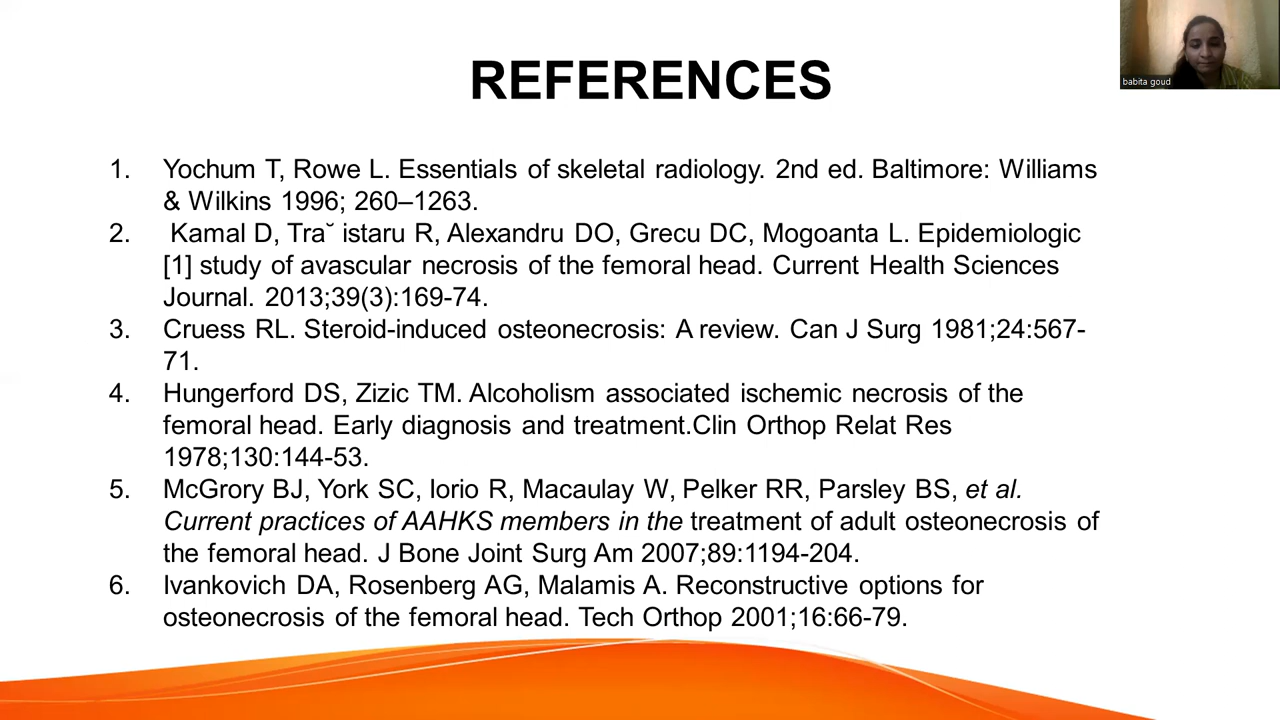 REFERENCES
babita goud
1. Yochum T, Rowe L. Essentials of skeletal radiology. 2nd ed. Baltimore: Williams
& Wilkins 1996; 260–1263.
2. Kamal D, Tra˘ istaru R, Alexandru DO, Grecu DC, Mogoanta L. Epidemiologic
[1] study of avascular necrosis of the femoral head. Current Health Sciences
Journal. 2013;39(3):169-74.
3. Cruess RL. Steroid-induced osteonecrosis: A review. Can J Surg 1981;24:567-
71.
4. Hungerford DS, Zizic TM. Alcoholism associated ischemic necrosis of the
femoral head. Early diagnosis and treatment.Clin Orthop Relat Res
1978;130:144-53.
5. McGrory BJ, York SC, Iorio R, Macaulay W, Pelker RR, Parsley BS, et al.
Current practices of AAHKS members in the treatment of adult osteonecrosis of
the femoral head. J Bone Joint Surg Am 2007;89:1194-204.
6. Ivankovich DA, Rosenberg AG, Malamis A. Reconstructive options for
osteonecrosis of the femoral head. Tech Orthop 2001;16:66-79.